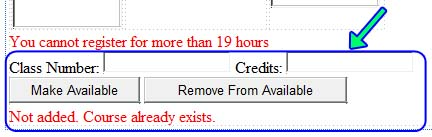 You cannot register for more than 19 hours
Class Number: Credits:
Make Available Remove From Available
Not added. Course already exists.